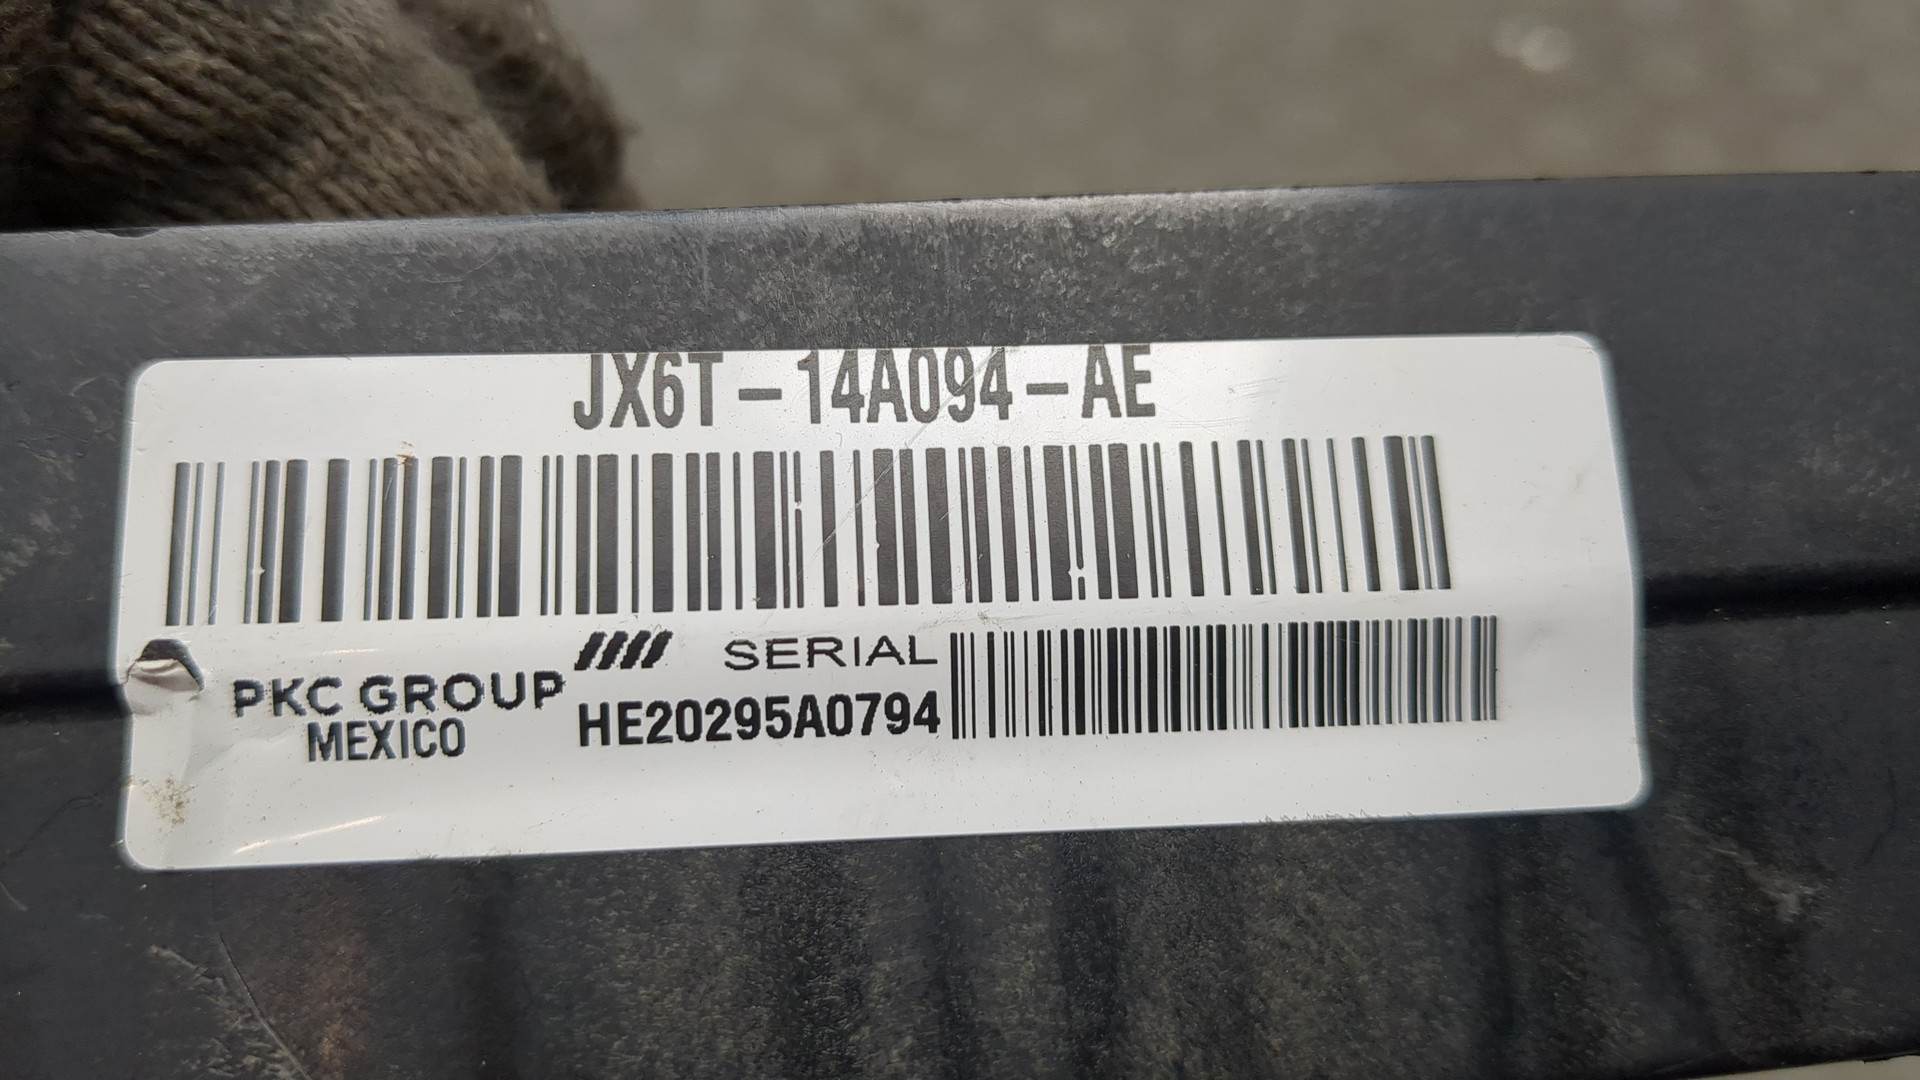 JX6T-14A094-AE
SERIAL
PKC GROUP
MEXICO
HE20295A0794